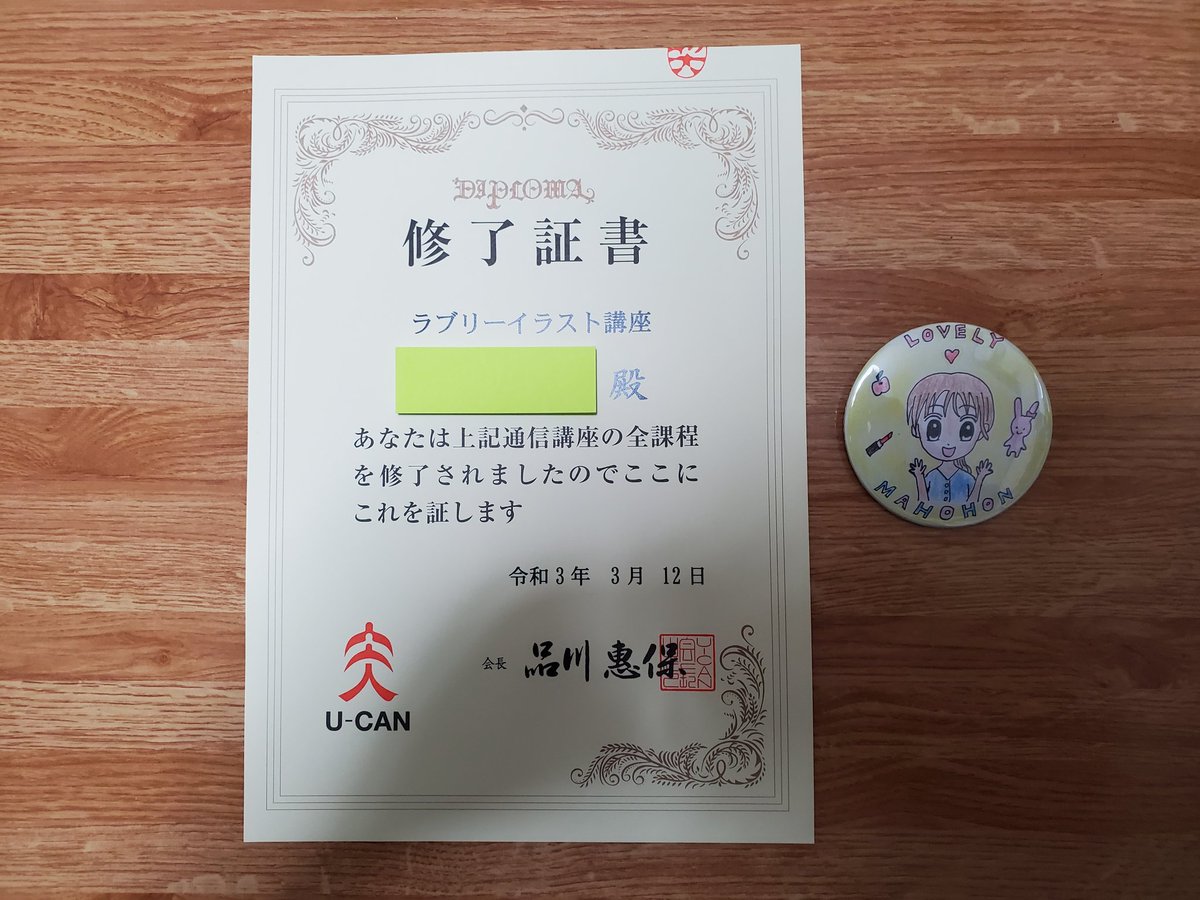 DIPLOMA
修了証書
ラブリーイラスト講座
殿
あなたは上記通信講座の全課程
を修了されましたのでここに
これを証します
令和3年 3月 12日
会長 品川惠保
U-CAN
LOVELY
MAHOHON